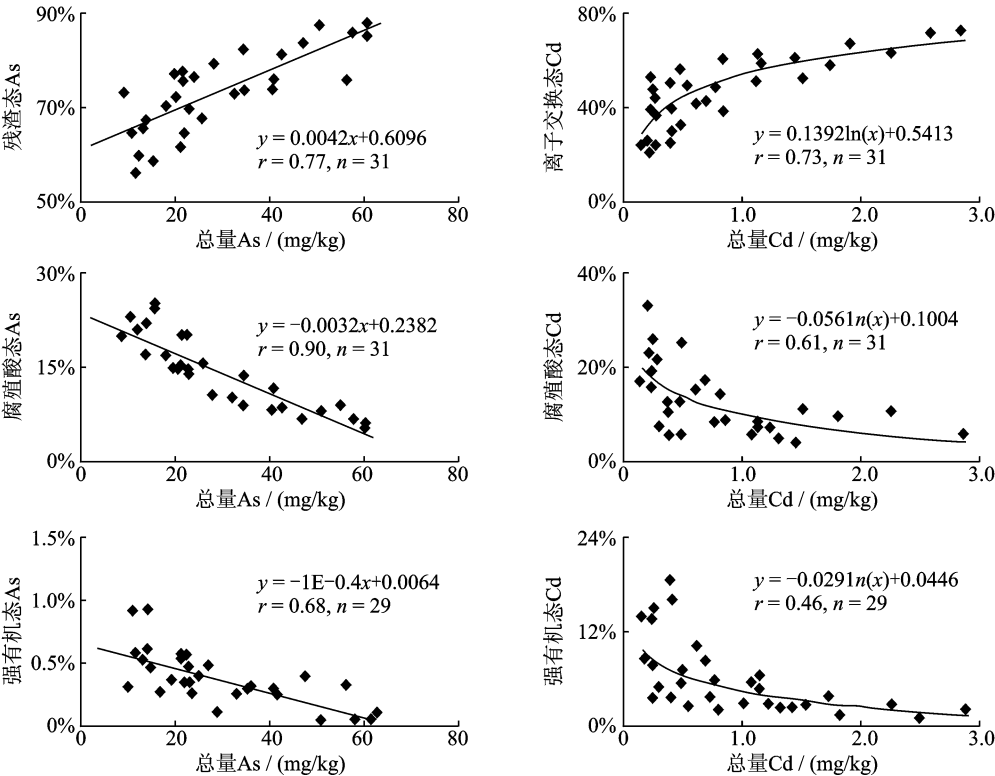 90%
70%
50%
残渣态As
y = 0.0042x+0.6096
r = 0.77, n = 31
0 20 40 60 80
总量As / (mg/kg)
80%
40%
0%
离子交换态Cd
y = 0.1392ln(x)+0.5413
r = 0.73, n = 31
0 1.0 2.0 3.0
总量Cd / (mg/kg)
30%
15%
0%
腐殖酸态As
y = −0.0032x+0.2382
r = 0.90, n = 31
0 20 40 60 80
总量As / (mg/kg)
40%
20%
0%
腐殖酸态Cd
y = −0.0561n(x)+0.1004
r = 0.61, n = 31
0 1.0 2.0 3.0
总量Cd / (mg/kg)
1.5%
1.0%
0.5%
0%
强有机态As
y = −1E−0.4x+0.0064
r = 0.68, n = 29
0 20 40 60 80
总量As / (mg/kg)
24%
12%
0%
强有机态Cd
y = −0.0291n(x)+0.0446
r = 0.46, n = 29
0 1.0 2.0 3.0
总量Cd / (mg/kg)